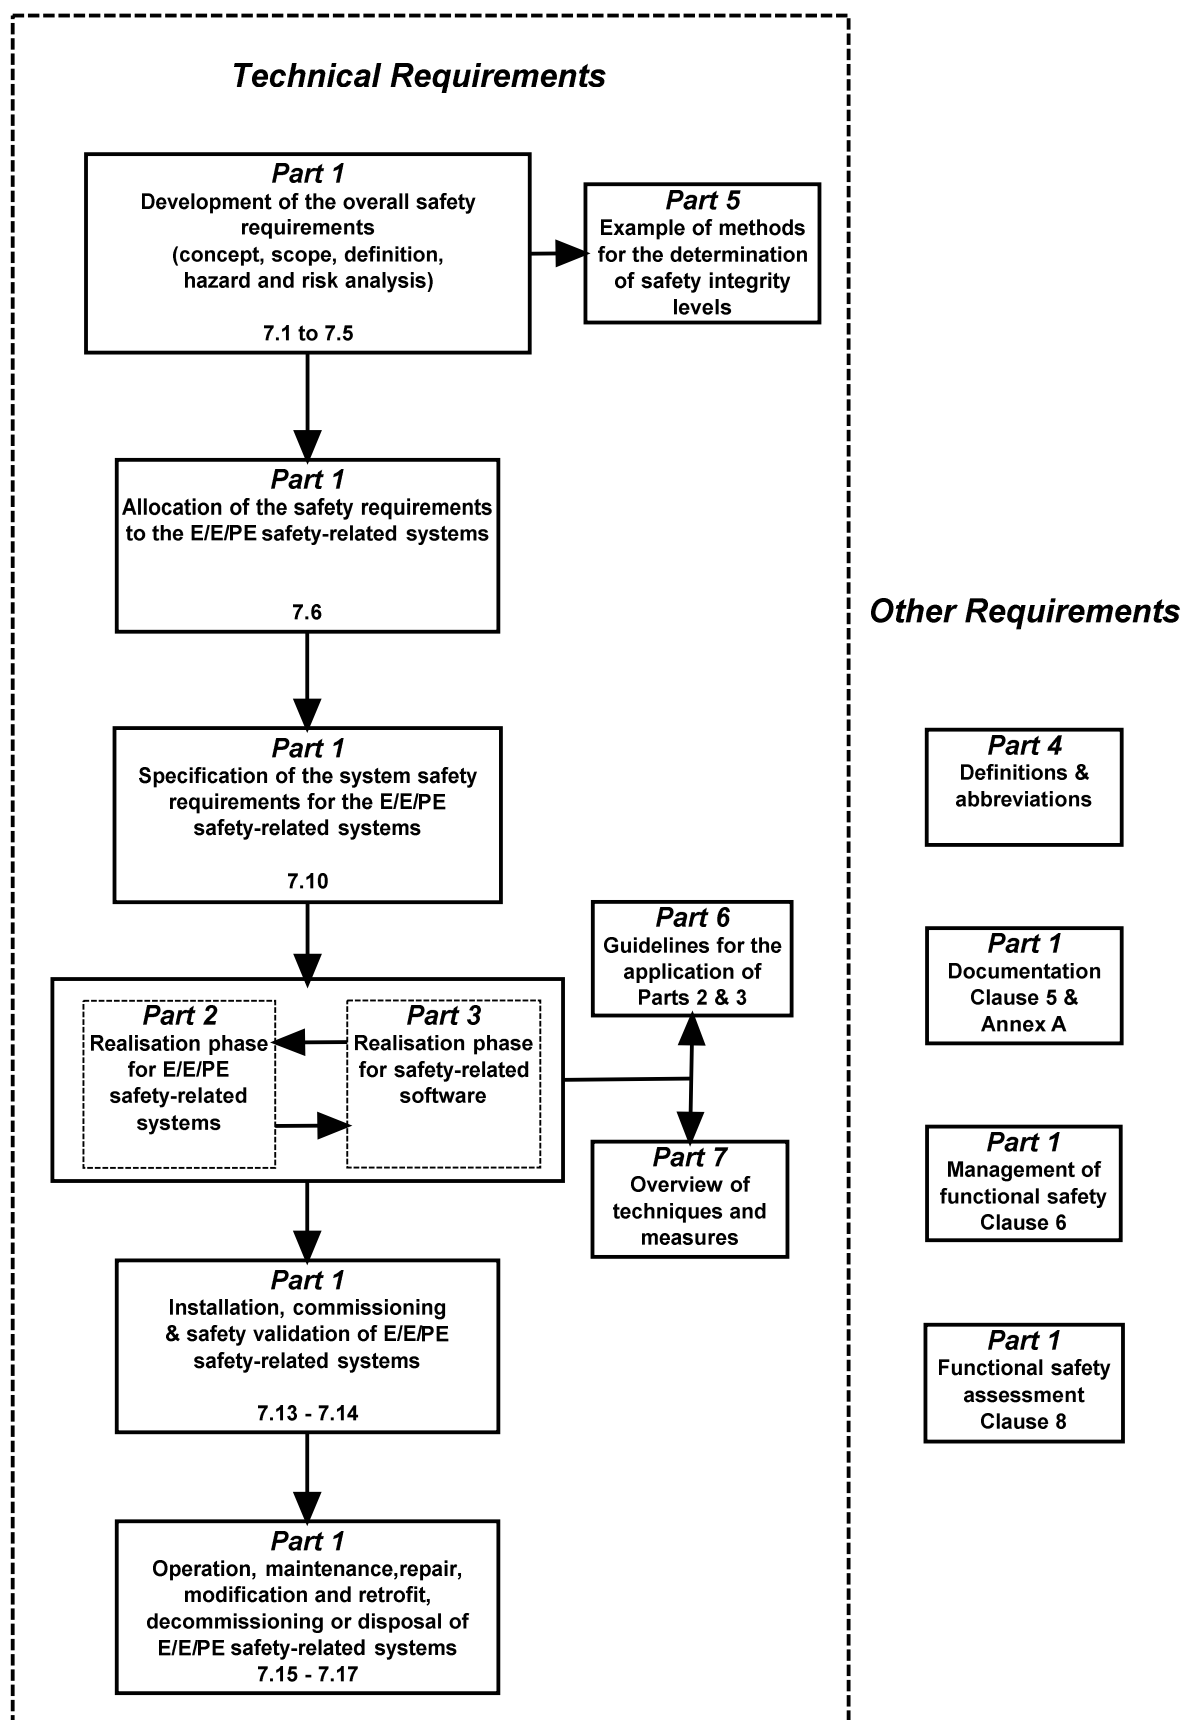 Technical Requirements
Part 1
Development of the overall safety
requirements
(concept, scope, definition,
hazard and risk analysis)
7.1 to 7.5
Part 5
Example of methods
for the determination
of safety integrity
levels
Part 1
Allocation of the safety requirements
to the E/E/PE safety-related systems
7.6
Part 1
Specification of the system safety
requirements for the E/E/PE
safety-related systems
7.10
Part 2
Realisation phase
for E/E/PE
safety-related
systems
Part 3
Realisation phase
for safety-related
software
Part 6
Guidelines for the
application of
Parts 2 & 3
Part 7
Overview of
techniques and
measures
Part 1
Installation, commissioning
& safety validation of E/E/PE
safety-related systems
7.13 - 7.14
Part 1
Operation, maintenance,repair,
modification and retrofit,
decommissioning or disposal of
E/E/PE safety-related systems
7.15 - 7.17
Other Requirements
Part 4
Definitions &
abbreviations
Part 1
Documentation
Clause 5 &
Annex A
Part 1
Management of
functional safety
Clause 6
Part 1
Functional safety
assessment
Clause 8